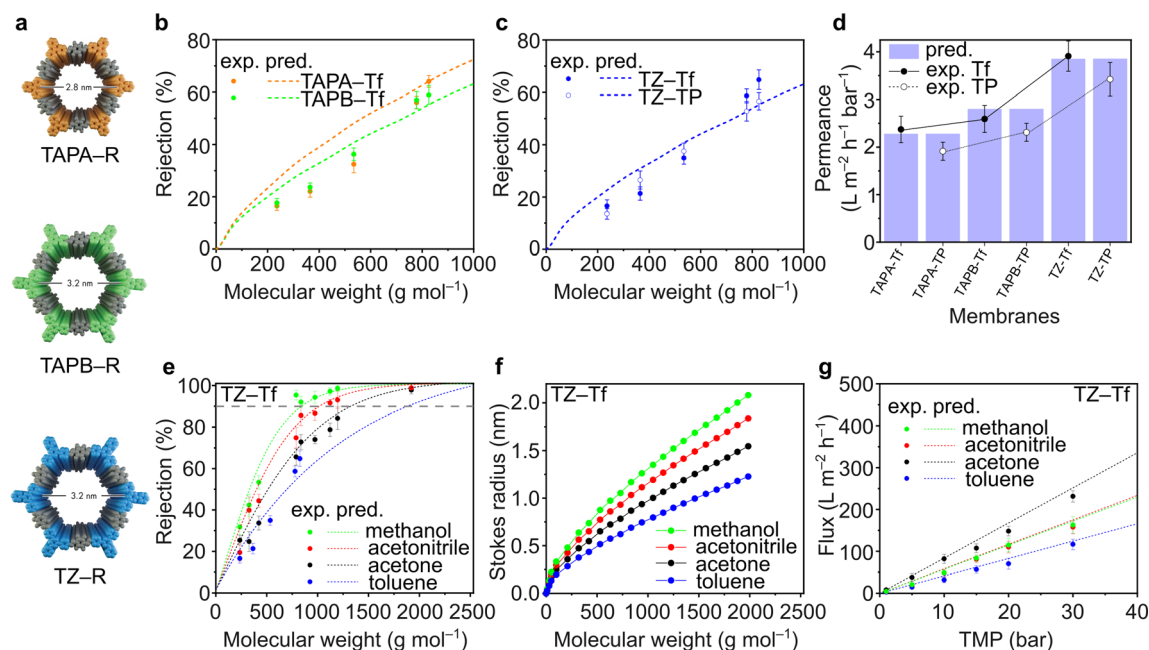 a
2.8 nm
TAPA–R
3.2 nm
TAPB–R
3.2 nm
TZ–R
b
Rejection (%)
80
60
40
20
0
exp. pred.
TAPA–Tf
TAPB–Tf
0 200 400 600 800 1000
Molecular weight (g mol⁻¹)
c
Rejection (%)
80
60
40
20
0
exp. pred.
TZ–Tf
TZ–TP
0 200 400 600 800 1000
Molecular weight (g mol⁻¹)
d
Permeance
(L m⁻² h⁻¹ bar⁻¹)
4
3
2
1
0
pred.
exp. Tf
exp. TP
TAPA-Tf
TAPA-TP
TAPB-Tf
TAPB-TP
TZ-Tf
TZ-TP
Membranes
e
TZ–Tf
Rejection (%)
100
80
60
40
20
0
exp. pred.
methanol
acetonitrile
acetone
toluene
0 500 1000 1500 2000 2500
Molecular weight (g mol⁻¹)
f
TZ–Tf
Stokes radius (nm)
2.0
1.5
1.0
0.5
0.0
methanol
acetonitrile
acetone
toluene
0 500 1000 1500 2000 2500
Molecular weight (g mol⁻¹)
g
TZ–Tf
Flux (L m⁻² h⁻¹)
500
400
300
200
100
0
exp. pred.
methanol
acetonitrile
acetone
toluene
0 10 20 30 40
TMP (bar)